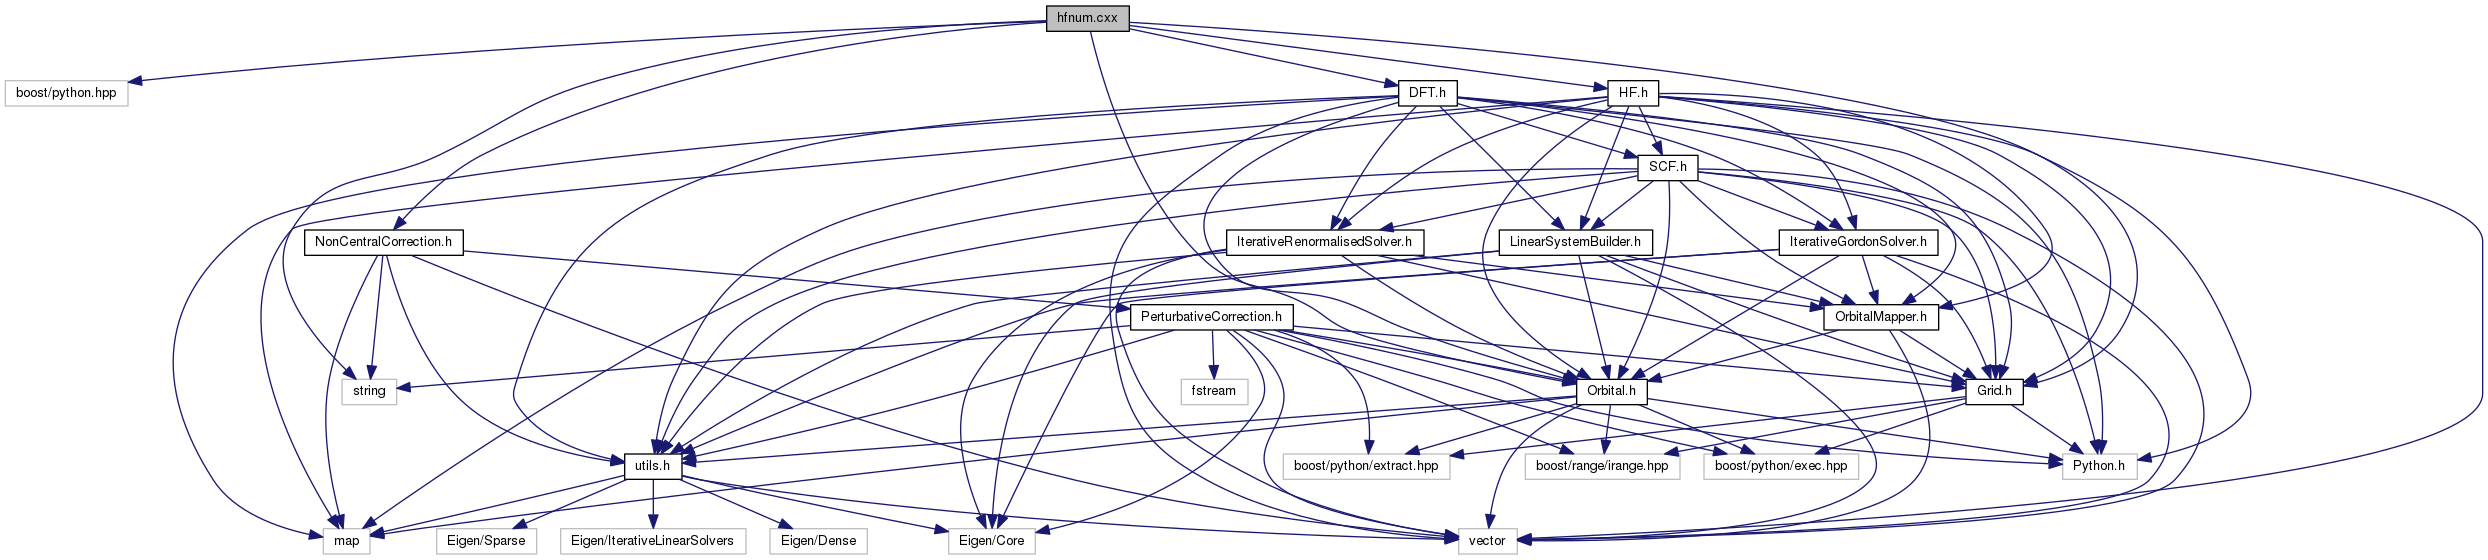 hfnum.cxx
boost/python.hpp
DFT.h
HF.h
SCF.h
NonCentralCorrection.h
IterativeRenormalisedSolver.h
LinearSystemBuilder.h
IterativeGordonSolver.h
PerturbativeCorrection.h
OrbitalMapper.h
string
fstream
Orbital.h
Grid.h
utils.h
boost/python/extract.hpp
boost/range/irange.hpp
boost/python/exec.hpp
Python.h
map
Eigen/Sparse
Eigen/IterativeLinearSolvers
Eigen/Dense
Eigen/Core
vector